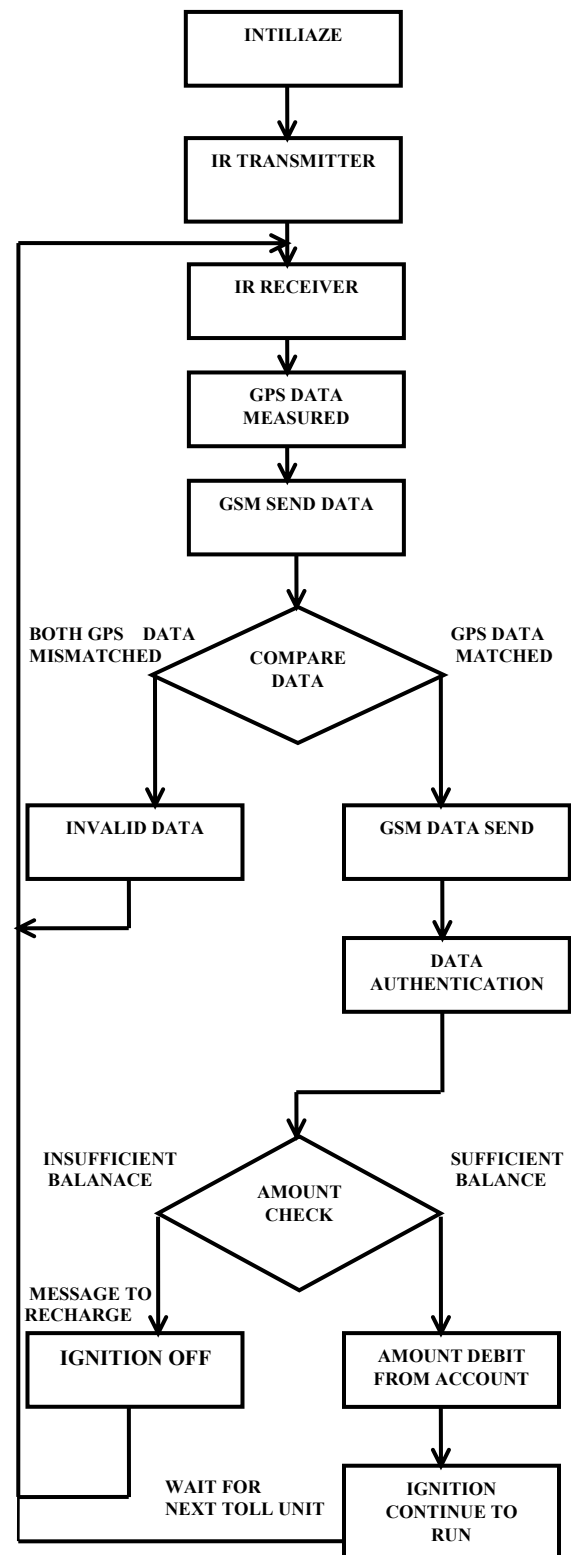 INTILIAZE
IR TRANSMITTER
IR RECEIVER
GPS DATA
MEASURED
GSM SEND DATA
BOTH GPS DATA
MISMATCHED
COMPARE
DATA
GPS DATA
MATCHED
INVALID DATA
GSM DATA SEND
DATA
AUTHENTICATION
INSUFFICIENT
BALANACE
AMOUNT
CHECK
SUFFICIENT
BALANCE
MESSAGE TO
RECHARGE
IGNITION OFF
AMOUNT DEBIT
FROM ACCOUNT
WAIT FOR
NEXT TOLL UNIT
IGNITION
CONTINUE TO
RUN